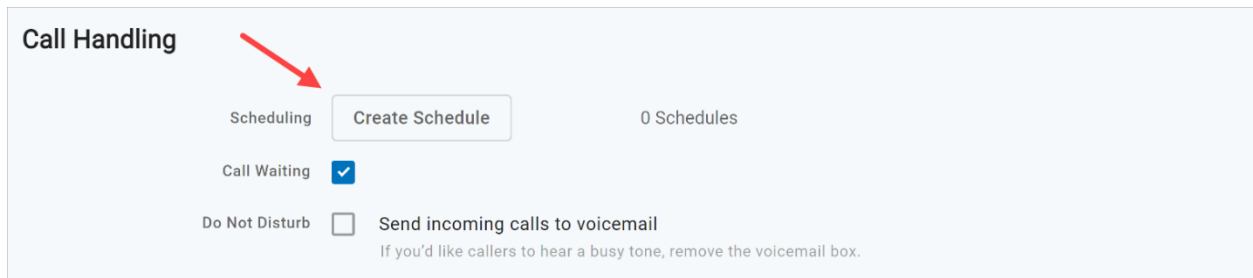 Call Handling
Scheduling Create Schedule 0 Schedules
Call Waiting
Do Not Disturb Send incoming calls to voicemail
If you'd like callers to hear a busy tone, remove the voicemail box.